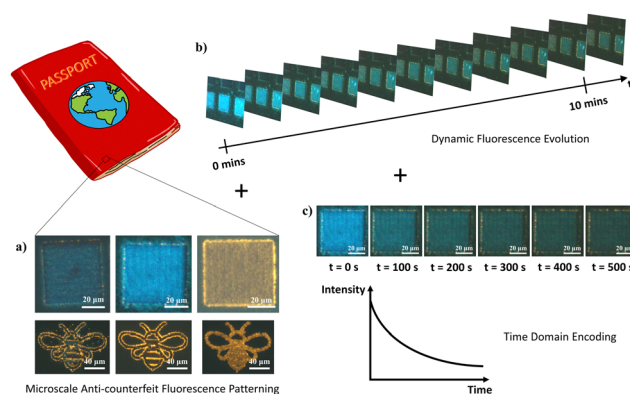 PASSPORT
b)
t
10 mins
0 mins
Dynamic Fluorescence Evolution
+
+
a)
20 µm
20 µm
20 µm
40 µm
40 µm
40 µm
Microscale Anti-counterfeit Fluorescence Patterning
c)
20 µm
20 µm
20 µm
20 µm
20 µm
20 µm
t = 0 s
t = 100 s
t = 200 s
t = 300 s
t = 400 s
t = 500 s
Intensity
Time Domain Encoding
Time